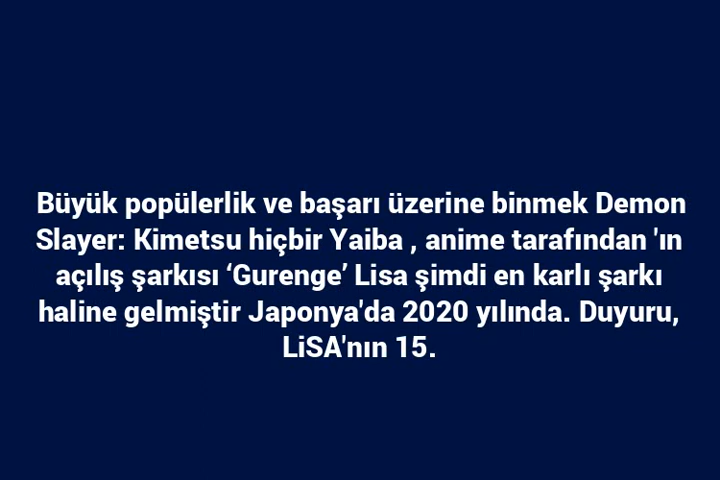 Büyük popülerlik ve başarı üzerine binmek Demon
Slayer: Kimetsu hiçbir Yaiba , anime tarafından 'ın
açılış şarkısı ‘Gurenge’ Lisa şimdi en karlı şarkı
haline gelmiştir Japonya'da 2020 yılında. Duyuru,
LiSA'nın 15.